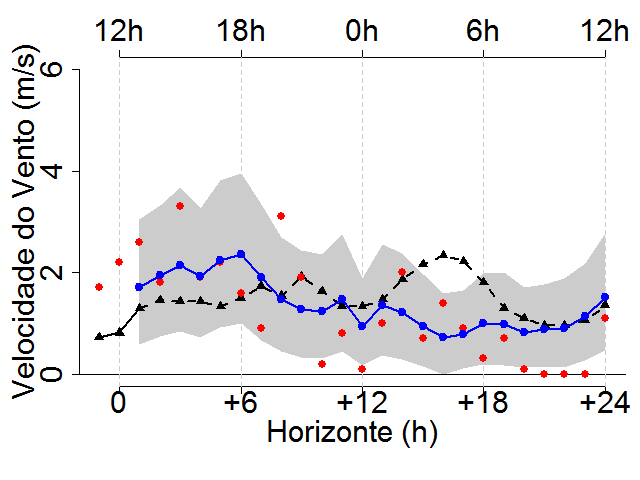 12h 18h 0h 6h 12h
Velocidade do Vento (m/s)
6
4
2
0
0 +6 +12 +18 +24
Horizonte (h)